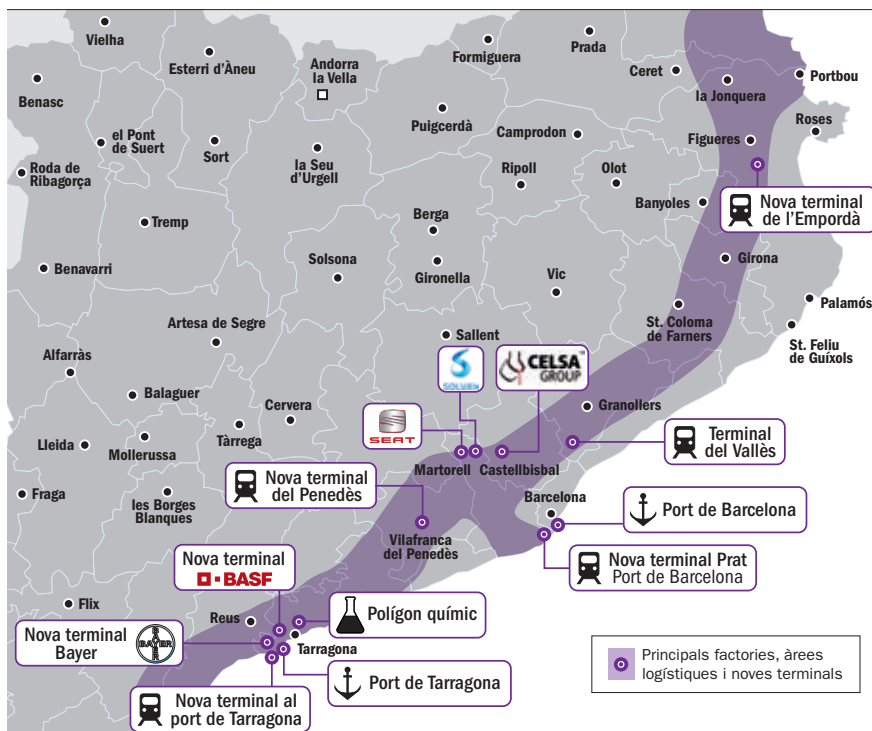 Vielha
Esterri d'Àneu
Andorra
la Vella
Formiguera
Prada
Ceret
Portbou
la Jonquera
Benasc
Puigcerdà
Camprodon
Roses
el Pont
de Suert
Sort
la Seu
d'Urgell
Figueres
Roda de
Ribagorça
Ripoll
Olot
Banyoles
Nova terminal
de l'Empordà
Tremp
Berga
Benavarri
Solsona
Gironella
Vic
Girona
Palamós
St. Coloma
de Farners
Artesa de Segre
Sallent
St. Feliu
de Guíxols
Alfarràs
SOLVAY
CELSA
GROUP
Balaguer
Cervera
SEAT
Granollers
Lleida
Mollerussa
Tàrrega
Martorell
Castellbisbal
Terminal
del Vallès
Fraga
les Borges
Blanques
Nova terminal
del Penedès
Barcelona
Port de Barcelona
Vilafranca
del Penedès
Nova terminal Prat
Port de Barcelona
Nova terminal
BASF
Flix
Reus
Polígon químic
Nova terminal
Bayer
BAYER
BAYER
Tarragona
Port de Tarragona
Nova terminal al
port de Tarragona
Principals factories, àrees
logístiques i noves terminals